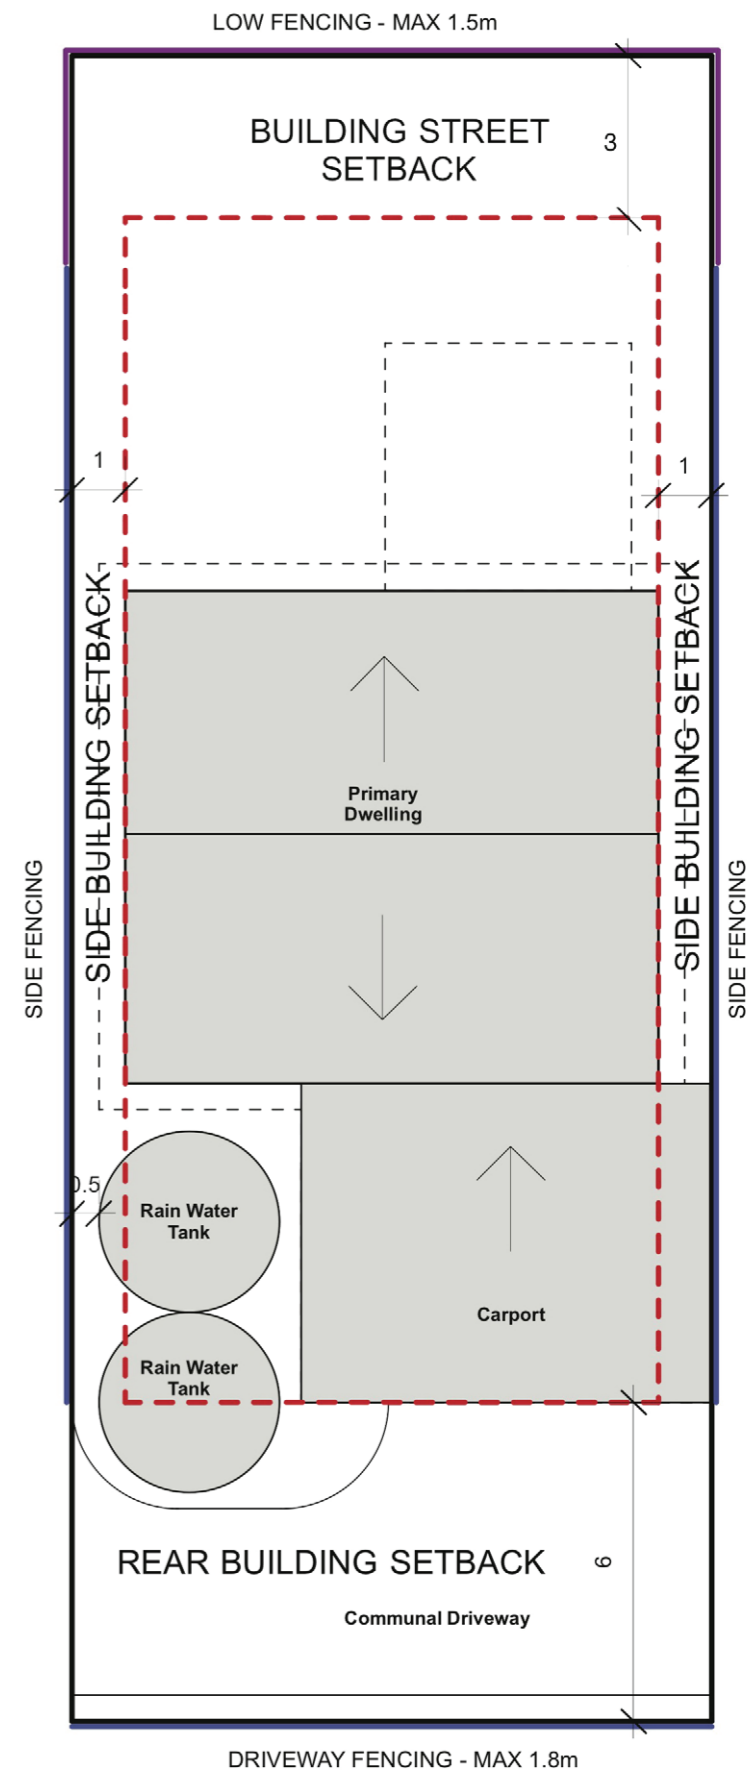 LOW FENCING - MAX 1.5m
BUILDING STREET
SETBACK
3
1
1
SIDE BUILDING SETBACK
SIDE BUILDING SETBACK
Primary
Dwelling
SIDE FENCING
SIDE FENCING
0.5
Rain Water
Tank
Carport
Rain Water
Tank
REAR BUILDING SETBACK
6
Communal Driveway
DRIVEWAY FENCING - MAX 1.8m